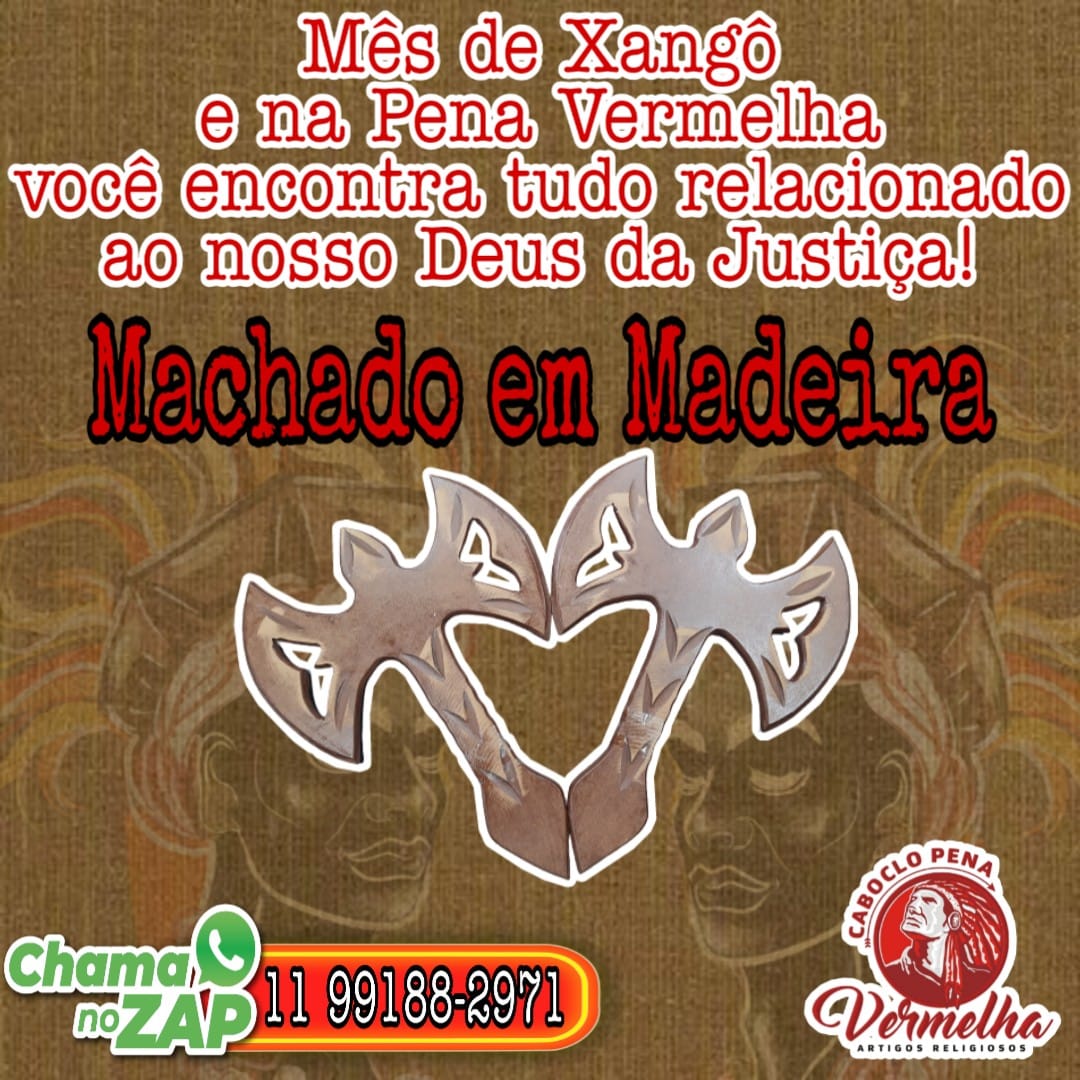 Mês de Xangô
e na Pena Vermelha
você encontra tudo relacionado
ao nosso Deus da Justiça!
Machado em Madeira
CABOCLO PENA
Vermelha
ARTIGOS RELIGIOSOS
Chama
no ZAP
11 99188-2971